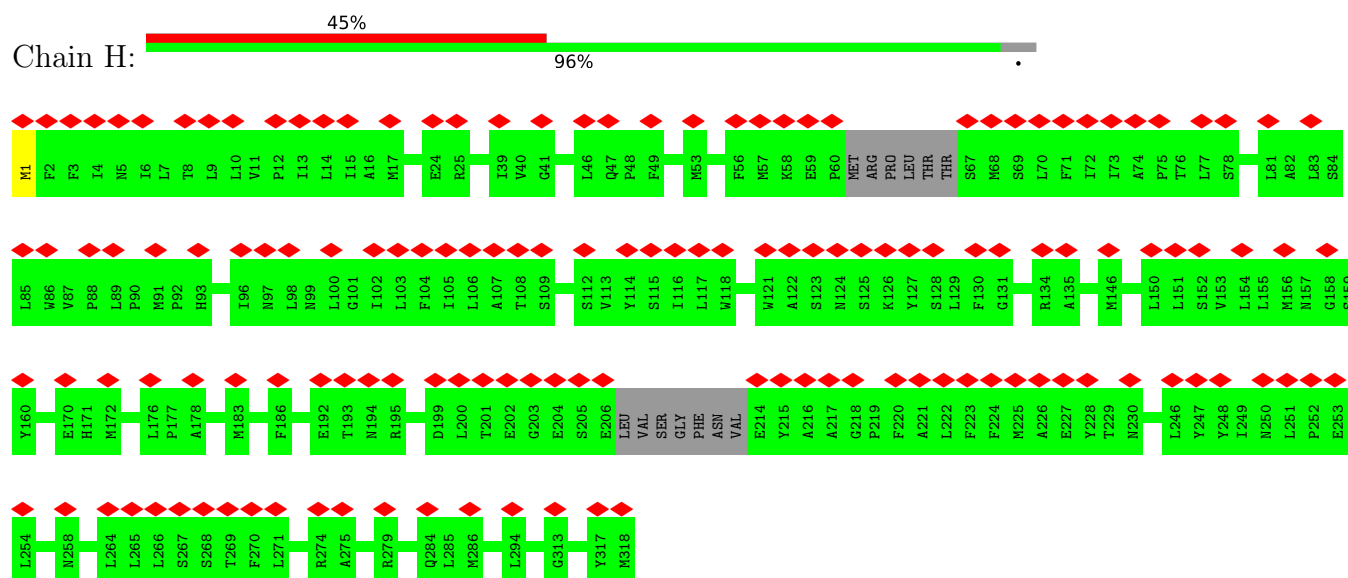 45%
Chain H:
96%
.
M1 F2 F3 I4 N5 I6 L7 T8 L9 L10 V11 P12 I13 L14 I15 A16 M17 E24 R25 I39 V40 G41 L46 Q47 P48 F49 M53 F56 M57 K58 E59 P60 MET ARG PRO LEU THR THR S67 M68 S69 L70 F71 I72 I73 A74 P75 T76 L77 S78 L81 A82 L83 S84
L85 W86 V87 P88 L89 P90 M91 P92 H93 I96 N97 L98 N99 L100 G101 I102 L103 F104 I105 L106 A107 T108 S109 S112 V113 Y114 S115 I116 L117 W118 W121 A122 S123 N124 S125 K126 Y127 S128 L129 F130 G131 R134 A135 M146 L150 L151 S152 V153 L154 L155 M156 N157 G158 S159
Y160 E170 H171 M172 L176 P177 A178 M183 F186 E192 T193 N194 R195 D199 L200 T201 E202 G203 E204 S205 E206 LEU VAL SER GLY PHE ASN VAL E214 Y215 A216 A217 G218 P219 F220 A221 L222 F223 F224 M225 A226 E227 Y228 T229 N230 L246 Y247 Y248 I249 N250 L251 P252 E253
L254 N258 L264 L265 L266 S267 S268 T269 F270 L271 R274 A275 R279 Q284 L285 M286 L294 G313 Y317 M318